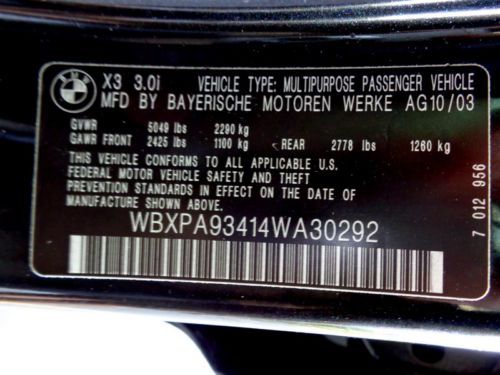 BMW X3 3.0i VEHICLE TYPE: MULTIPURPOSE PASSENGER VEHICLE
MFD BY BAYERISCHE MOTOREN WERKE AG10/03
GVWR 5049 lbs 2290 kg
GAWR FRONT 2425 lbs 1100 kg REAR 2778 lbs 1260 kg
THIS VEHICLE CONFORMS TO ALL APPLICABLE U.S.
FEDERAL MOTOR VEHICLE SAFETY AND THEFT
PREVENTION STANDARDS IN EFFECT ON THE DATE OF
MANUFACTURE SHOWN ABOVE.
WBXPA93414WA30292
7 012 956